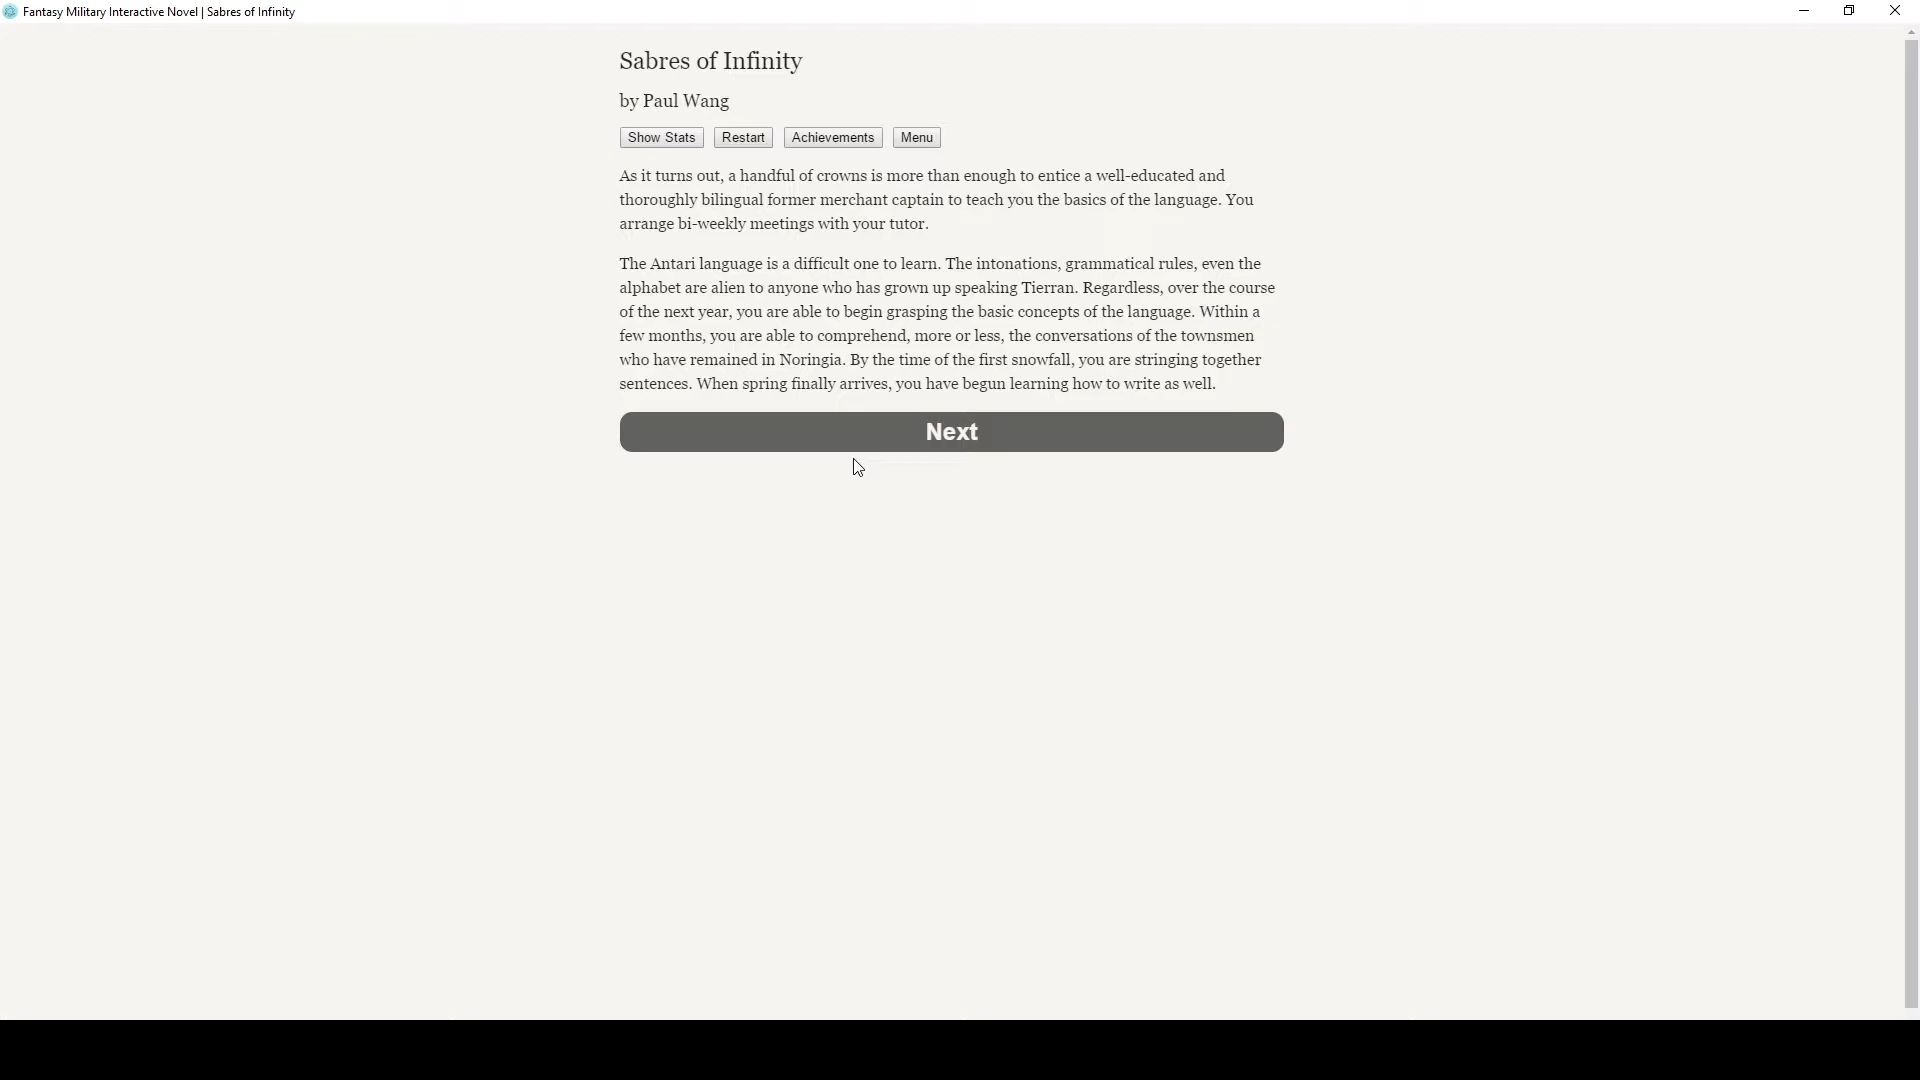 Fantasy Military Interactive Novel | Sabres of Infinity
Sabres of Infinity
by Paul Wang
Show Stats Restart Achievements Menu
As it turns out, a handful of crowns is more than enough to entice a well-educated and
thoroughly bilingual former merchant captain to teach you the basics of the language. You
arrange bi-weekly meetings with your tutor.
The Antari language is a difficult one to learn. The intonations, grammatical rules, even the
alphabet are alien to anyone who has grown up speaking Tierran. Regardless, over the course
of the next year, you are able to begin grasping the basic concepts of the language. Within a
few months, you are able to comprehend, more or less, the conversations of the townsmen
who have remained in Noringia. By the time of the first snowfall, you are stringing together
sentences. When spring finally arrives, you have begun learning how to write as well.
Next